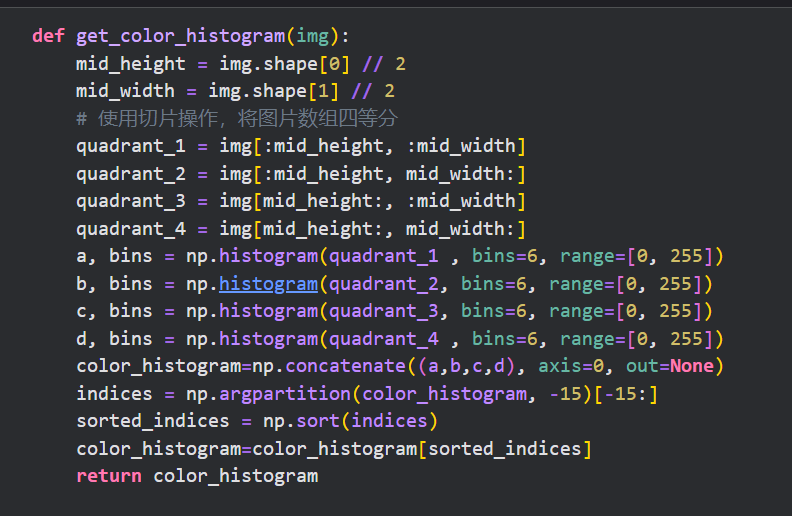 def get_color_histogram(img):
    mid_height = img.shape[0] // 2
    mid_width = img.shape[1] // 2
    # 使用切片操作，将图片数组四等分
    quadrant_1 = img[:mid_height, :mid_width]
    quadrant_2 = img[:mid_height, mid_width:]
    quadrant_3 = img[mid_height:, :mid_width]
    quadrant_4 = img[mid_height:, mid_width:]
    a, bins = np.histogram(quadrant_1 , bins=6, range=[0, 255])
    b, bins = np.histogram(quadrant_2, bins=6, range=[0, 255])
    c, bins = np.histogram(quadrant_3, bins=6, range=[0, 255])
    d, bins = np.histogram(quadrant_4 , bins=6, range=[0, 255])
    color_histogram=np.concatenate((a,b,c,d), axis=0, out=None)
    indices = np.argpartition(color_histogram, -15)[-15:]
    sorted_indices = np.sort(indices)
    color_histogram=color_histogram[sorted_indices]
    return color_histogram